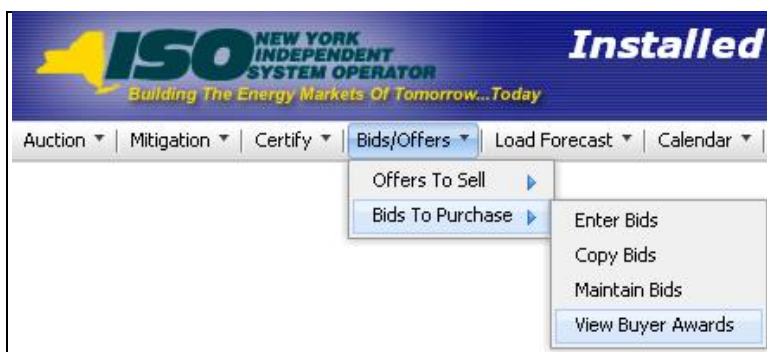 ISO NEW YORK
INDEPENDENT
SYSTEM OPERATOR
Building The Energy Markets Of Tomorrow...Today
Installed
Auction | Mitigation | Certify | Bids/Offers | Load Forecast | Calendar |
Offers To Sell
Bids To Purchase
Enter Bids
Copy Bids
Maintain Bids
View Buyer Awards